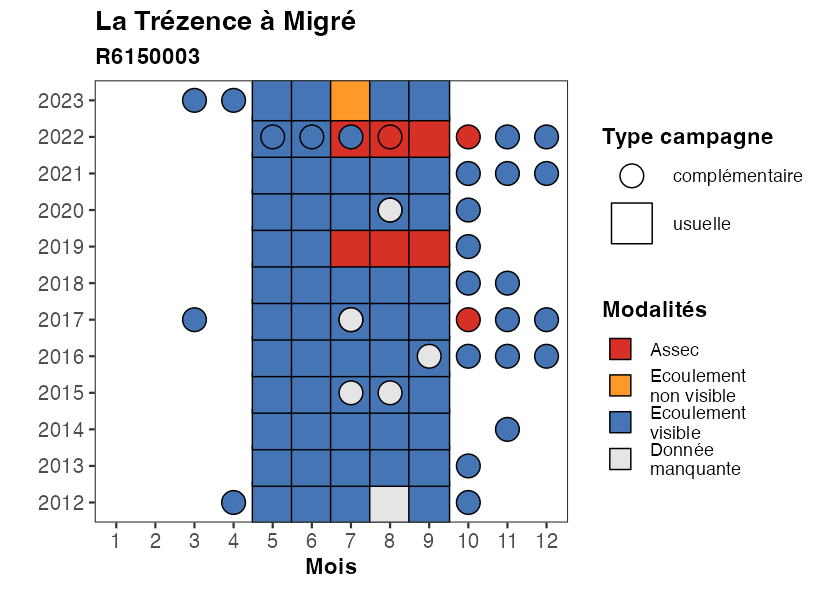 La Trézence à Migré
R6150003
2023
2022
2021
2020
2019
2018
2017
2016
2015
2014
2013
2012
1 2 3 4 5 6 7 8 9 10 11 12
Mois
Type campagne
complémentaire
usuelle
Modalités
Assec
Ecoulement
non visible
Ecoulement
visible
Donnée
manquante